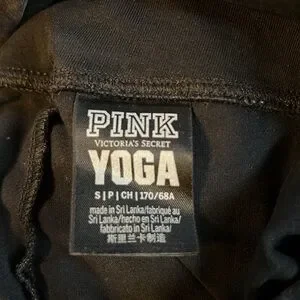 PINK
VICTORIA'S SECRET
YOGA
S | P | CH | 170/68A
made in Sri Lanka/fabriqué au
Sri Lanka/hecho en Sri Lanka/
fabbricato in Sri Lanka/
斯里兰卡制造